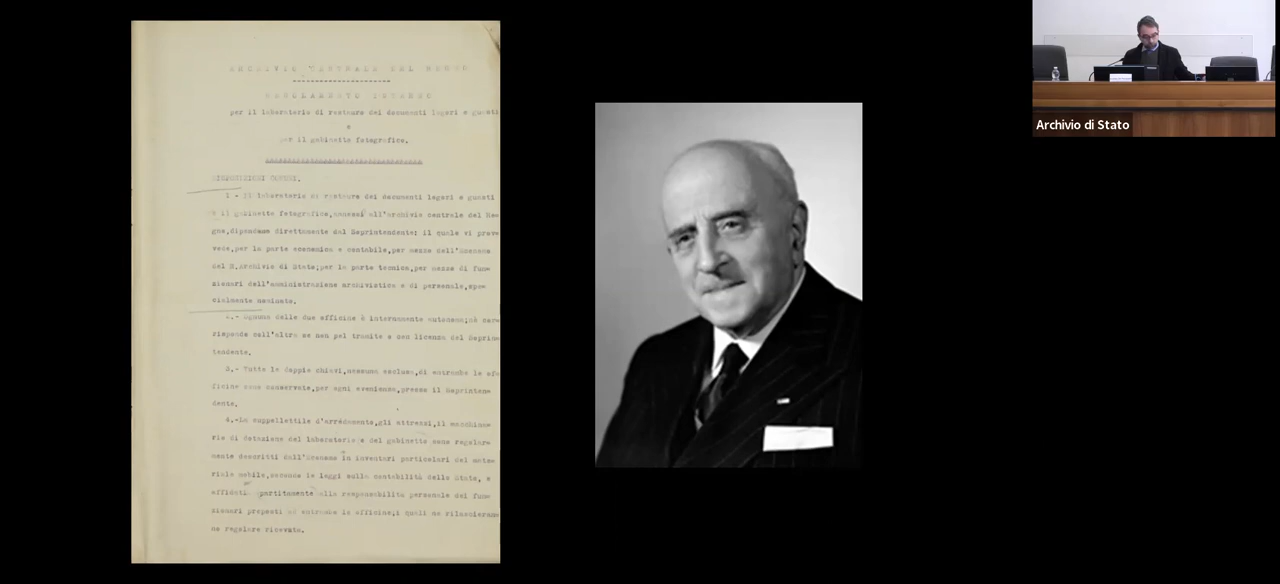 ARCHIVIO CENTRALE DEL REGNO
REGOLAMENTO INTERNO
per il laboratorio di restauro dei documenti logori e guasti
e
per il gabinetto fotografico.
DISPOSIZIONI COMUNI.
1 - Il laboratorio di restauro dei documenti logori e guasti
e il gabinetto fotografico,annessi all'archivio centrale del Re=
gno,dipendono direttamente dal Soprintendente: il quale vi prov=
vede,per la parte economica e contabile,per mezzo dell'Economo
del R.Archivio di Stato;per la parte tecnica,per mezzo di fun=
zionari dell'amministrazione archivistica e di personale,spe=
cialmente nominato.
2.- Ognuna delle due officine è internamente autonoma;nè cor=
risponde coll'altra se non pel tramite e con licenza del Soprin=
tendente.
3.- Tutte le doppie chiavi,nessuna esclusa,di entrambe le of=
ficine sono conservate,per ogni evenienza,presso il Soprinten=
dente.
4.-La suppellettile d'arredamento,gli attrezzi,il macchina=
rio di dotazione del laboratorio e del gabinetto sono regolar=
mente descritti dall'Economo in inventari particolari del mate=
riale mobile,secondo le leggi sulla contabilità dello Stato, e
affidati partitamente alla responsabilità personale dei fun=
zionari preposti ad entrambe le officine;i quali ne rilasciano
ne regolare ricevuta.
Archivio di Stato